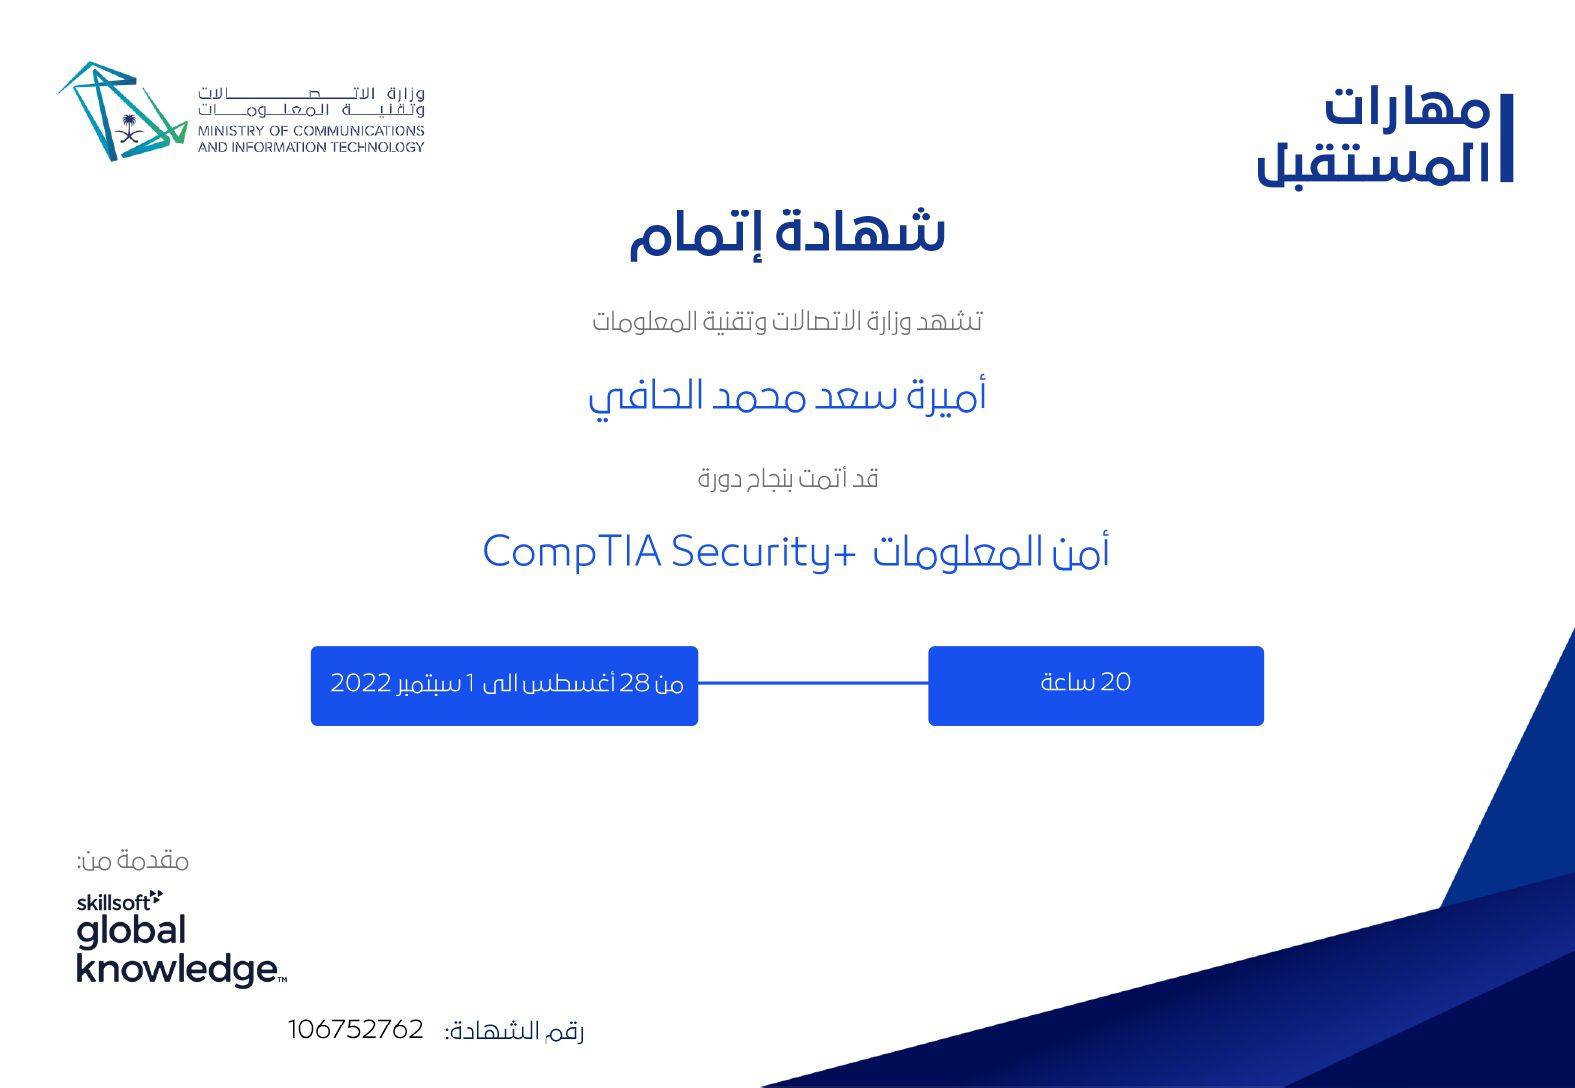 وزارة الاتصالات
وتقنية المعلومات
MINISTRY OF COMMUNICATIONS
AND INFORMATION TECHNOLOGY
مهارات
المستقبل
شهادة إتمام
تشهد وزارة الاتصالات وتقنية المعلومات
أميرة سعد محمد الحافي
قد أتمت بنجاح دورة
أمن المعلومات CompTIA Security+
20 ساعة
من 28 أغسطس الى 1 سبتمبر 2022
مقدمة من:
skillsoft
global
knowledge™
رقم الشهادة: 106752762